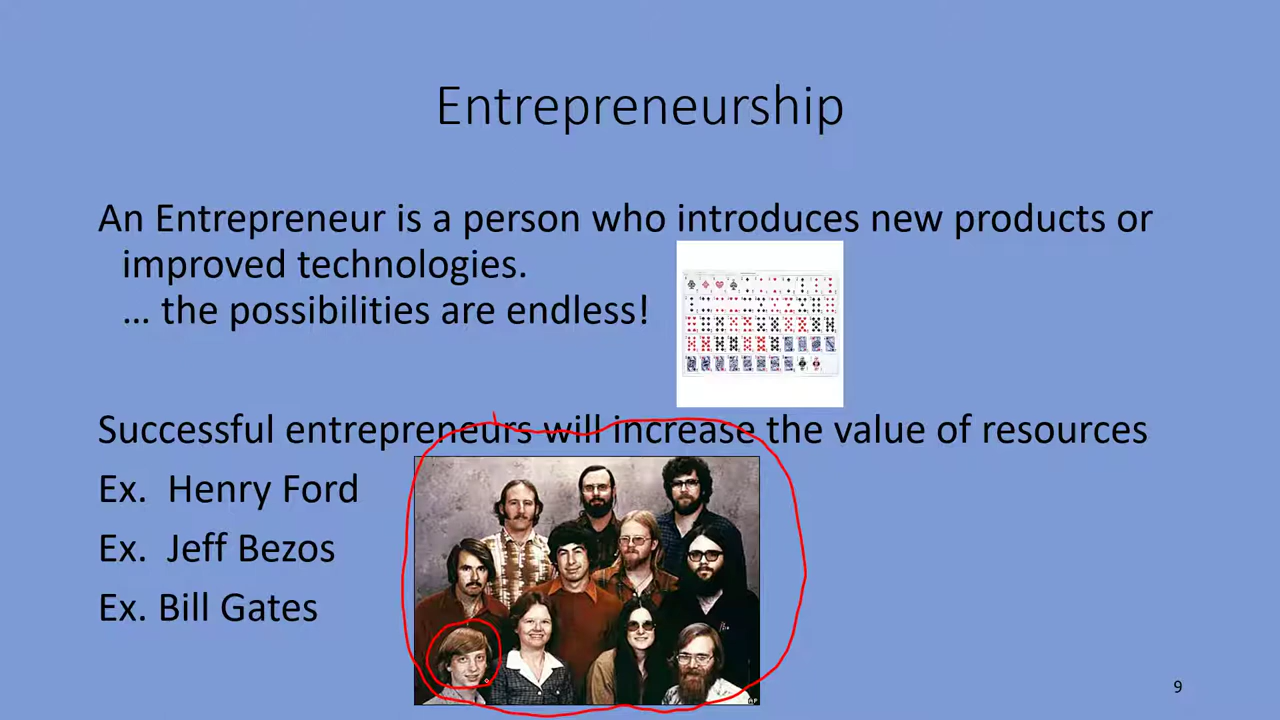 Entrepreneurship
An Entrepreneur is a person who introduces new products or
improved technologies.
… the possibilities are endless!
Successful entrepreneurs will increase the value of resources
Ex. Henry Ford
Ex. Jeff Bezos
Ex. Bill Gates
9